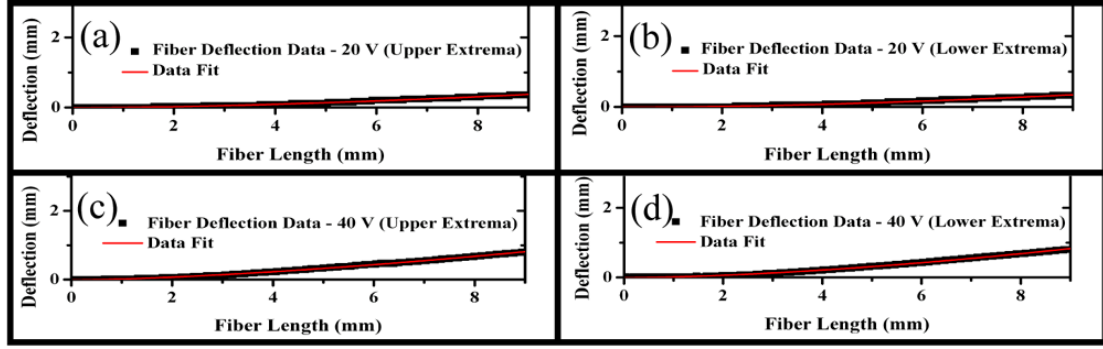 (a)
Deflection (mm)
2
0
Fiber Deflection Data - 20 V (Upper Extrema)
Data Fit
0 2 4 6 8
Fiber Length (mm)
(b)
Deflection (mm)
2
0
Fiber Deflection Data - 20 V (Lower Extrema)
Data Fit
0 2 4 6 8
Fiber Length (mm)
(c)
Deflection (mm)
2
0
Fiber Deflection Data - 40 V (Upper Extrema)
Data Fit
0 2 4 6 8
Fiber Length (mm)
(d)
Deflection (mm)
2
0
Fiber Deflection Data - 40 V (Lower Extrema)
Data Fit
0 2 4 6 8
Fiber Length (mm)